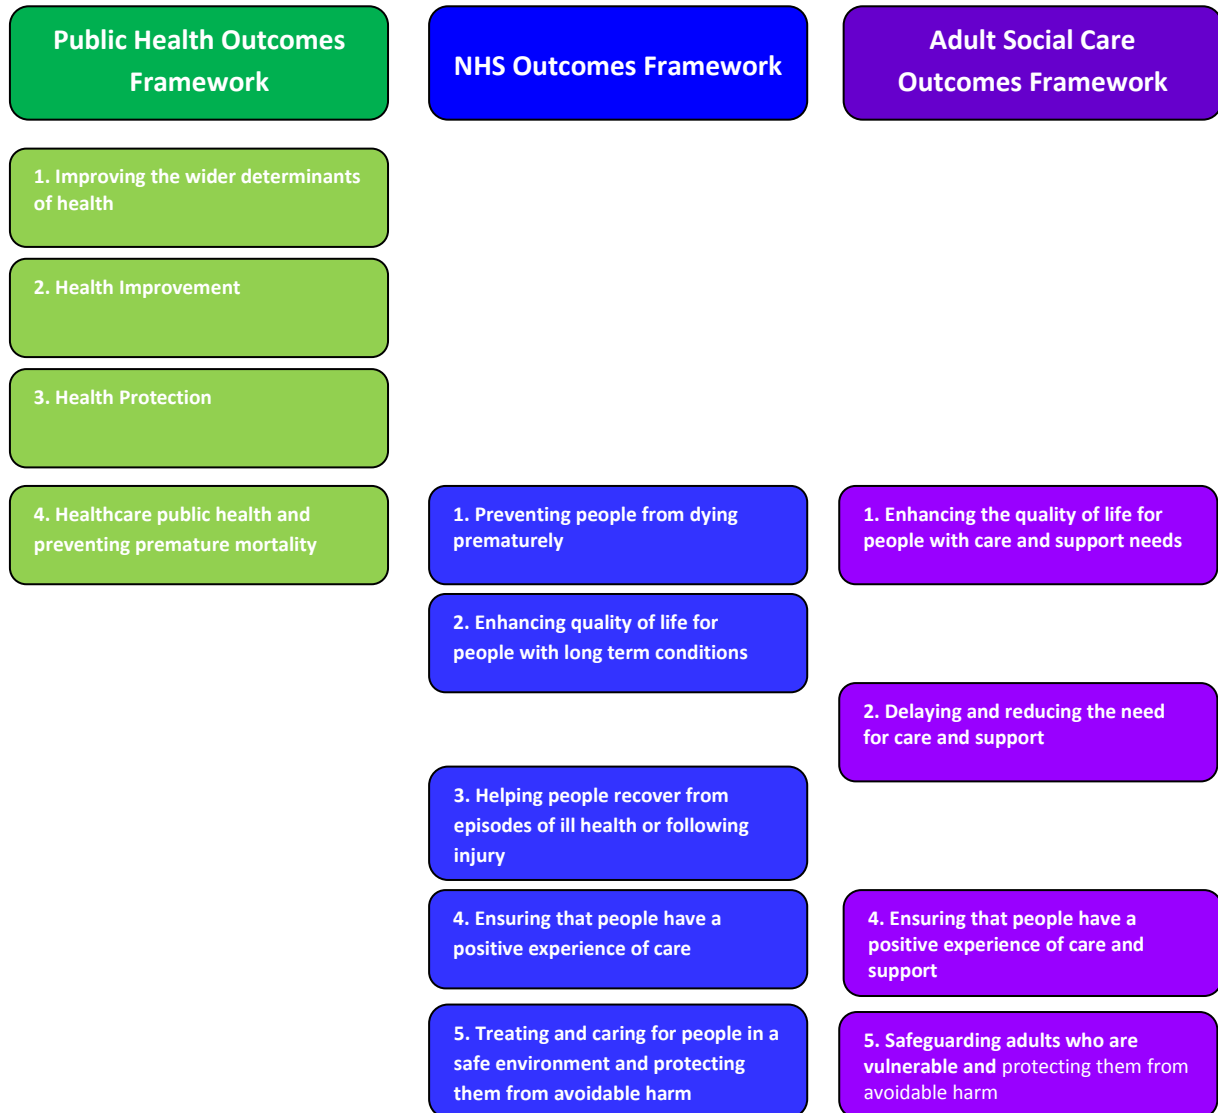 Public Health Outcomes
Framework
NHS Outcomes Framework
Adult Social Care
Outcomes Framework
1. Improving the wider determinants
of health
2. Health Improvement
3. Health Protection
4. Healthcare public health and
preventing premature mortality
1. Preventing people from dying
prematurely
1. Enhancing the quality of life for
people with care and support needs
2. Enhancing quality of life for
people with long term conditions
2. Delaying and reducing the need
for care and support
3. Helping people recover from
episodes of ill health or following
injury
4. Ensuring that people have a
positive experience of care
4. Ensuring that people have a
positive experience of care and
support
5. Treating and caring for people in a
safe environment and protecting
them from avoidable harm
5. Safeguarding adults who are
vulnerable and protecting them from
avoidable harm